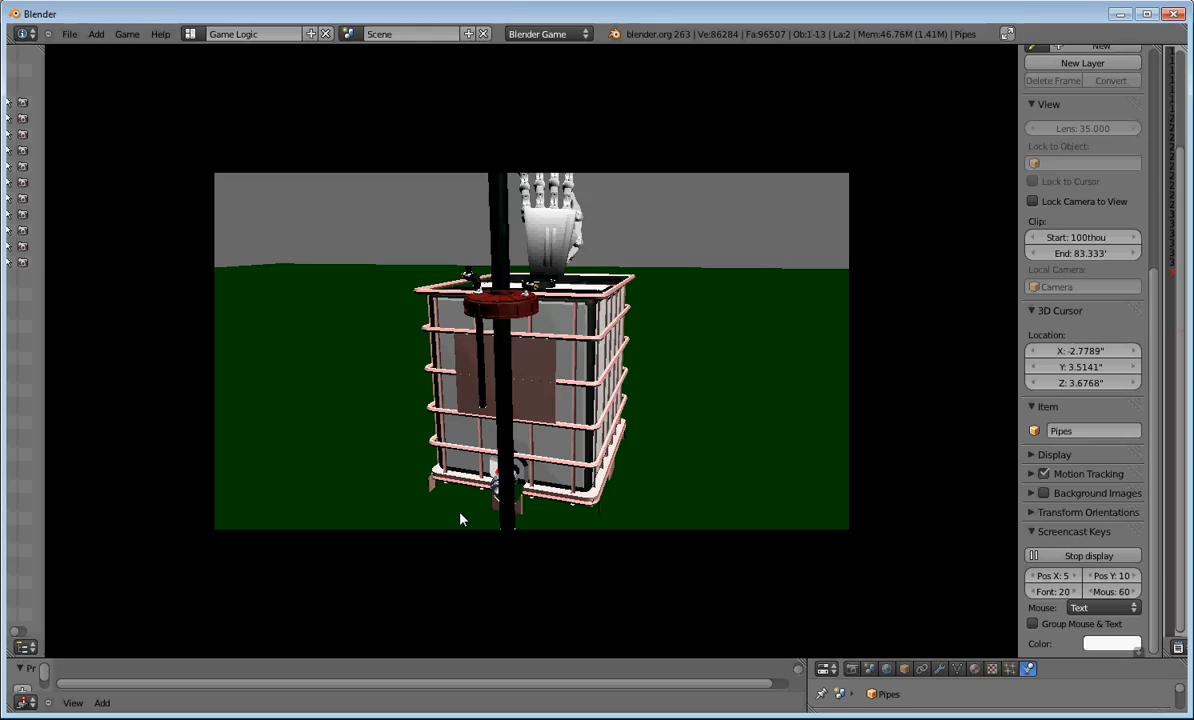 Blender
File Add Game Help Game Logic Scene Blender Game blender.org 263 | Ve:86284 | Fa:96507 | Ob:1-13 | La:2 | Mem:46.76M (1.41M) | Pipes
New
New Layer
Delete Frame Convert
View
Lens: 35.000
Lock to Object:
Lock to Cursor
Lock Camera to View
Clip:
Start: 100thou
End: 83.333'
Local Camera:
Camera
3D Cursor
Location:
X: -2.7789"
Y: 3.5141"
Z: 3.6768"
Item
Pipes
Display
Motion Tracking
Background Images
Transform Orientations
Screencast Keys
Stop display
Pos X: 5 Pos Y: 10
Font: 20 Mous: 60
Mouse: Text
Group Mouse & Text
Color:
Pr
View Add
Pipes